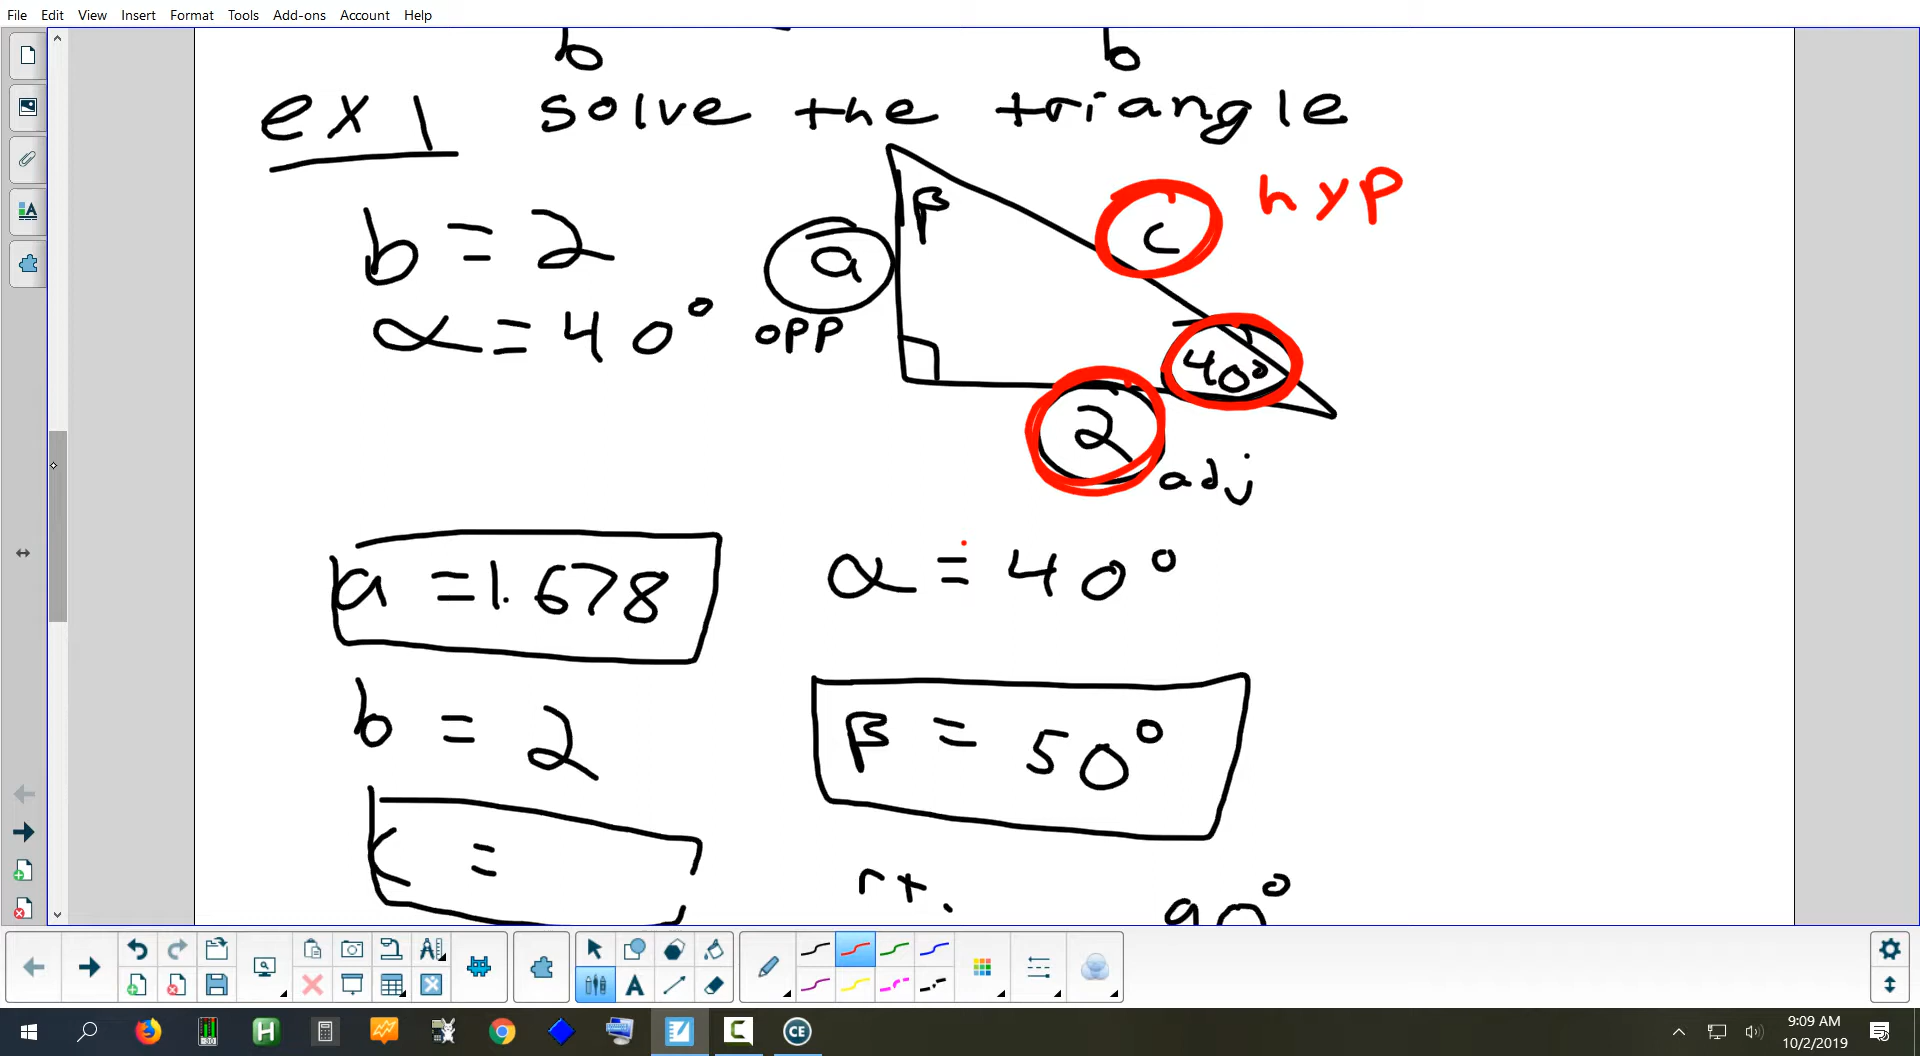 File Edit View Insert Format Tools Add-ons Account Help
b b
ex 1 solve the triangle
b = 2
α = 40°
a
opp
β
c
hyp
40°
2
adj
a = 1.678
α = 40°
b = 2
β = 50°
c =
rt. 90°
A
A
H
CE
9:09 AM
10/2/2019